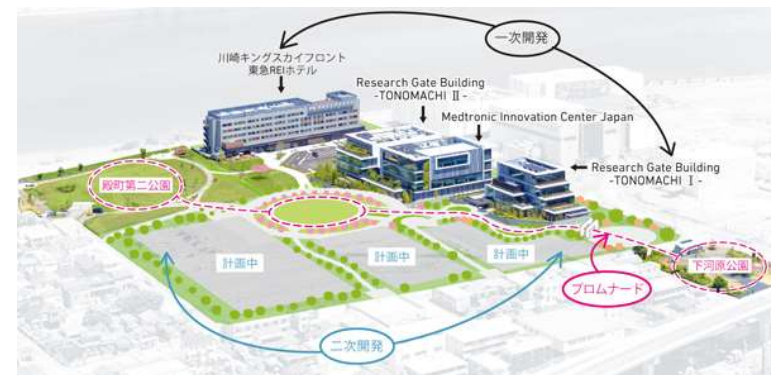 一次開発
川崎キングスカイフロント
東急REIホテル
Research Gate Building
-TONOMACHI Ⅱ-
Medtronic Innovation Center Japan
Research Gate Building
-TONOMACHI Ⅰ-
殿町第二公園
計画中
計画中
計画中
下河原公園
プロムナード
二次開発